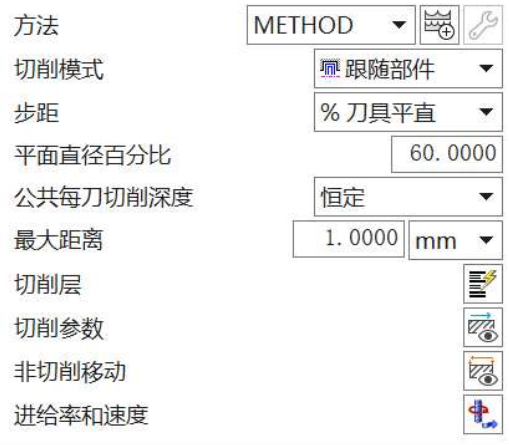 方法 METHOD
切削模式 跟随部件
步距 % 刀具平直
平面直径百分比 60.0000
公共每刀切削深度 恒定
最大距离 1.0000 mm
切削层
切削参数
非切削移动
进给率和速度